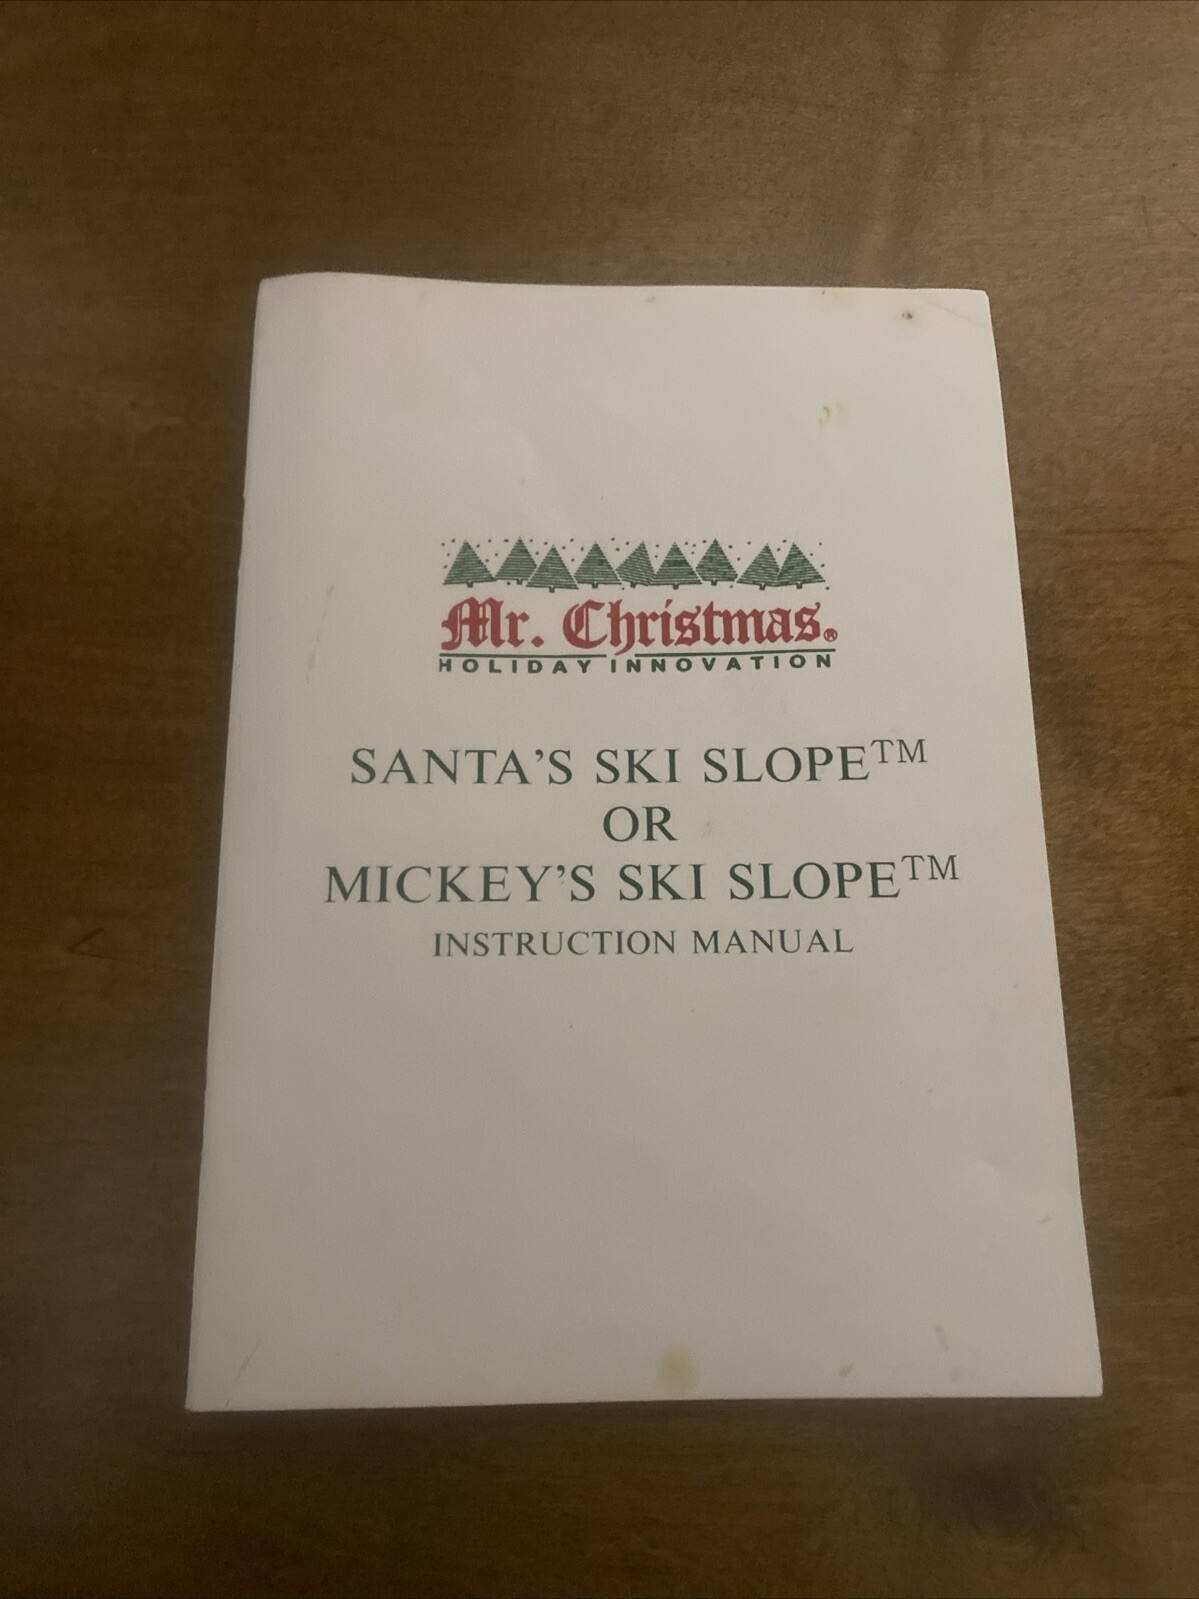 Mr. Christmas®
HOLIDAY INNOVATION
SANTA'S SKI SLOPE™
OR
MICKEY'S SKI SLOPE™
INSTRUCTION MANUAL